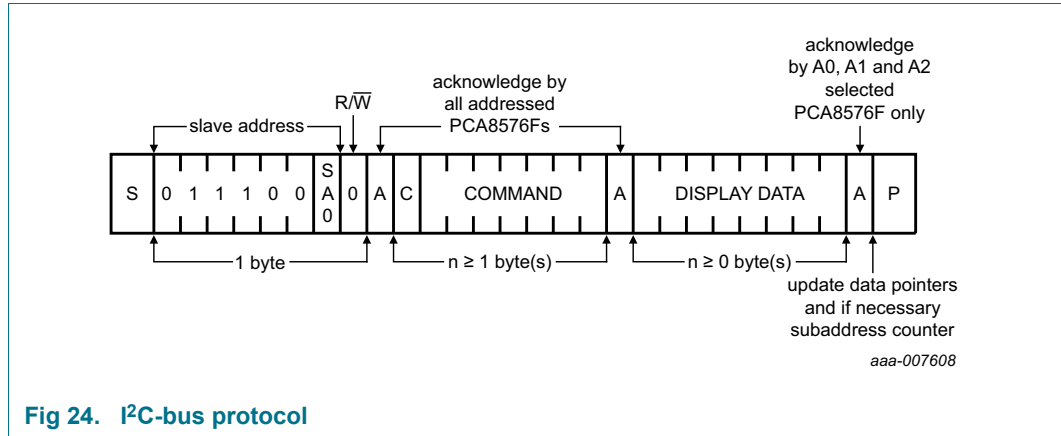 acknowledge
by A0, A1 and A2
selected
PCA8576F only
acknowledge by
all addressed
PCA8576Fs
R/W̅
slave address
S 0 1 1 1 0 0 SA0 0 A C COMMAND A DISPLAY DATA A P
1 byte
n ≥ 1 byte(s)
n ≥ 0 byte(s)
update data pointers
and if necessary
subaddress counter
aaa-007608
Fig 24. I²C-bus protocol